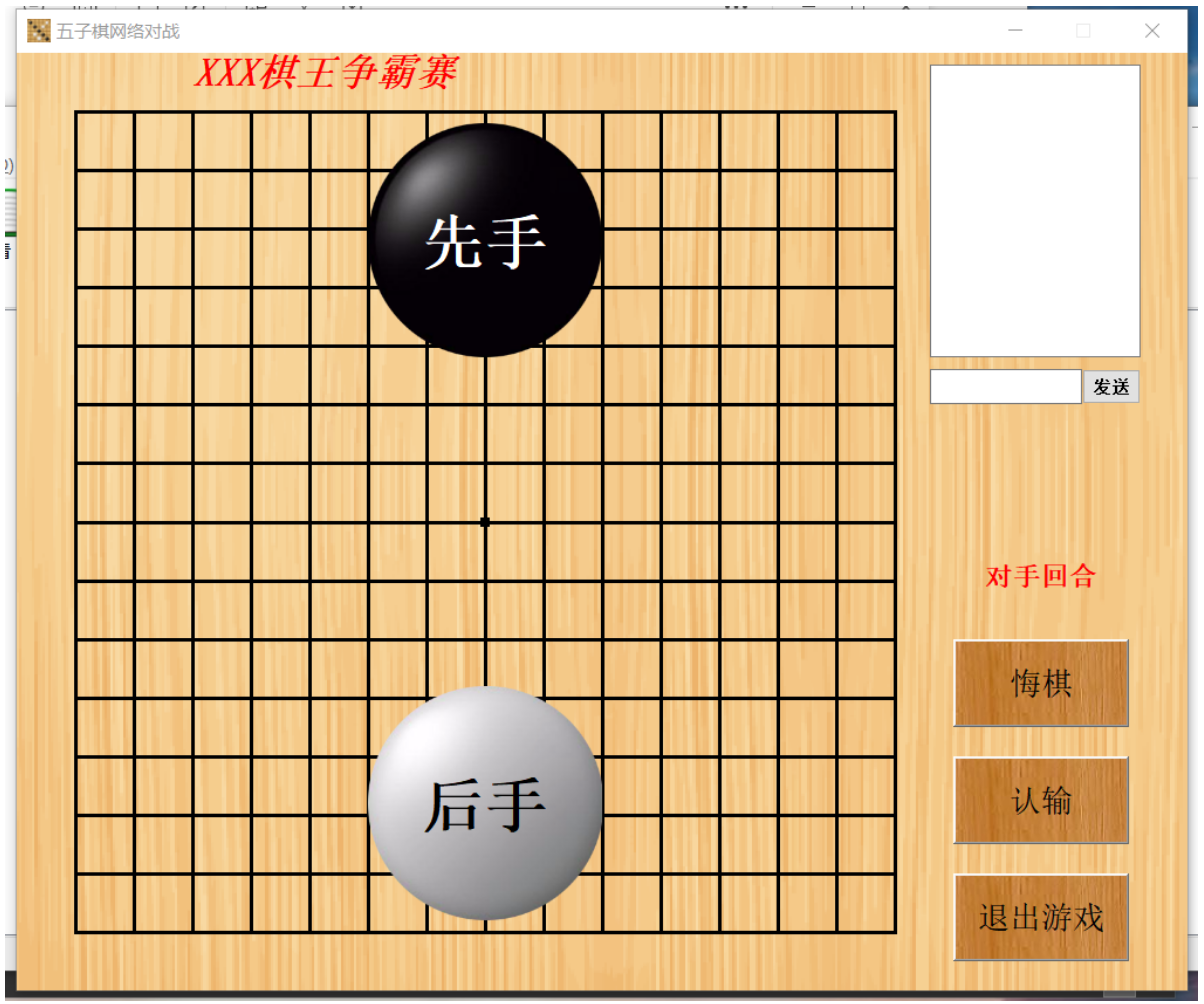 五子棋网络对战
XXX棋王争霸赛
先手
发送
对手回合
悔棋
后手
认输
退出游戏